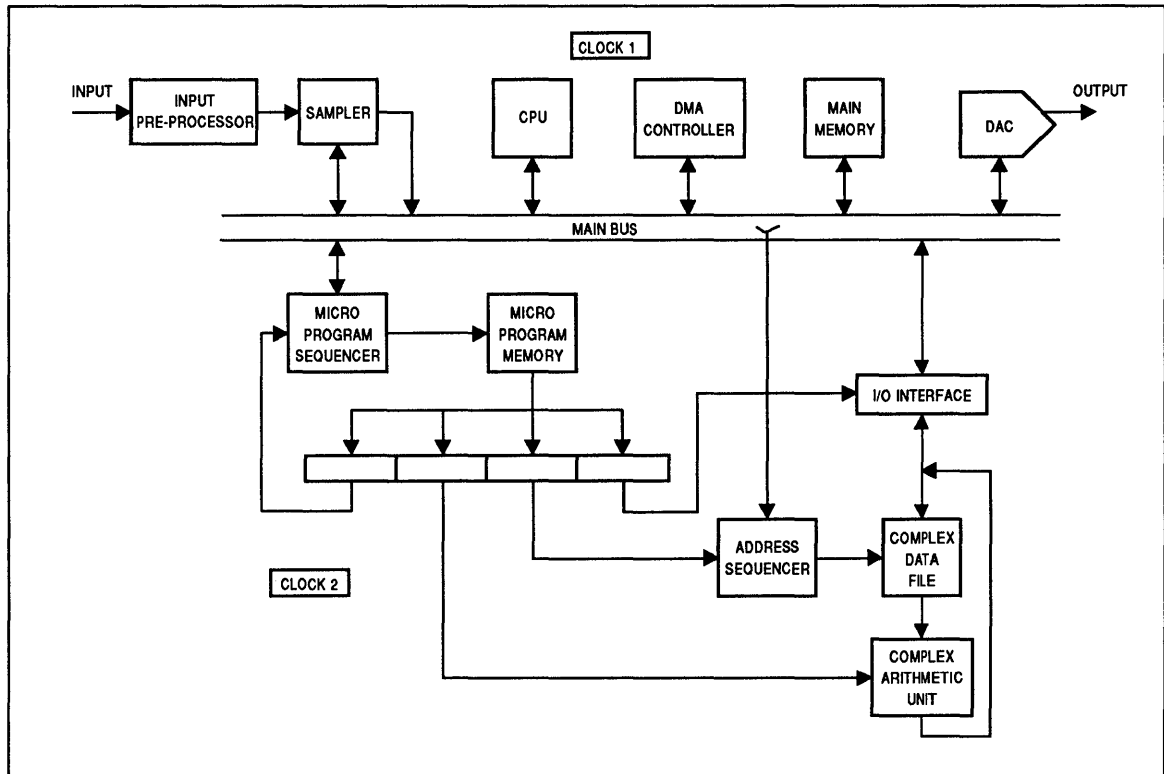 CLOCK 1
INPUT
INPUT
PRE-PROCESSOR
SAMPLER
CPU
DMA
CONTROLLER
MAIN
MEMORY
DAC
OUTPUT
MAIN BUS
MICRO
PROGRAM
SEQUENCER
MICRO
PROGRAM
MEMORY
I/O INTERFACE
ADDRESS
SEQUENCER
COMPLEX
DATA
FILE
CLOCK 2
COMPLEX
ARITHMETIC
UNIT